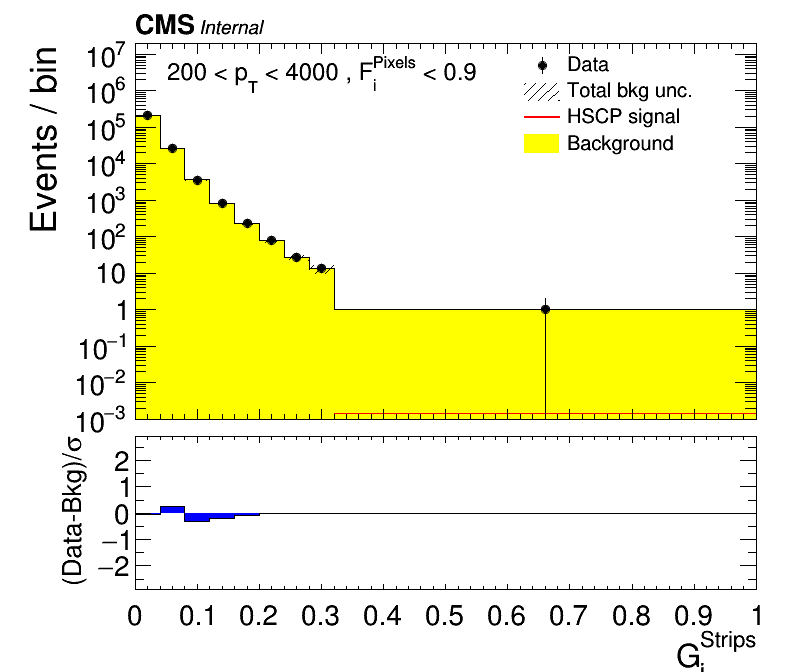 CMS Internal
200 < p_T < 4000 , F_i^Pixels < 0.9
Data
Total bkg unc.
HSCP signal
Background
Events / bin
10^7
10^6
10^5
10^4
10^3
10^2
10
1
10^−1
10^−2
10^−3
(Data-Bkg)/σ
2
1
0
−1
−2
0 0.1 0.2 0.3 0.4 0.5 0.6 0.7 0.8 0.9 1
G_i^Strips